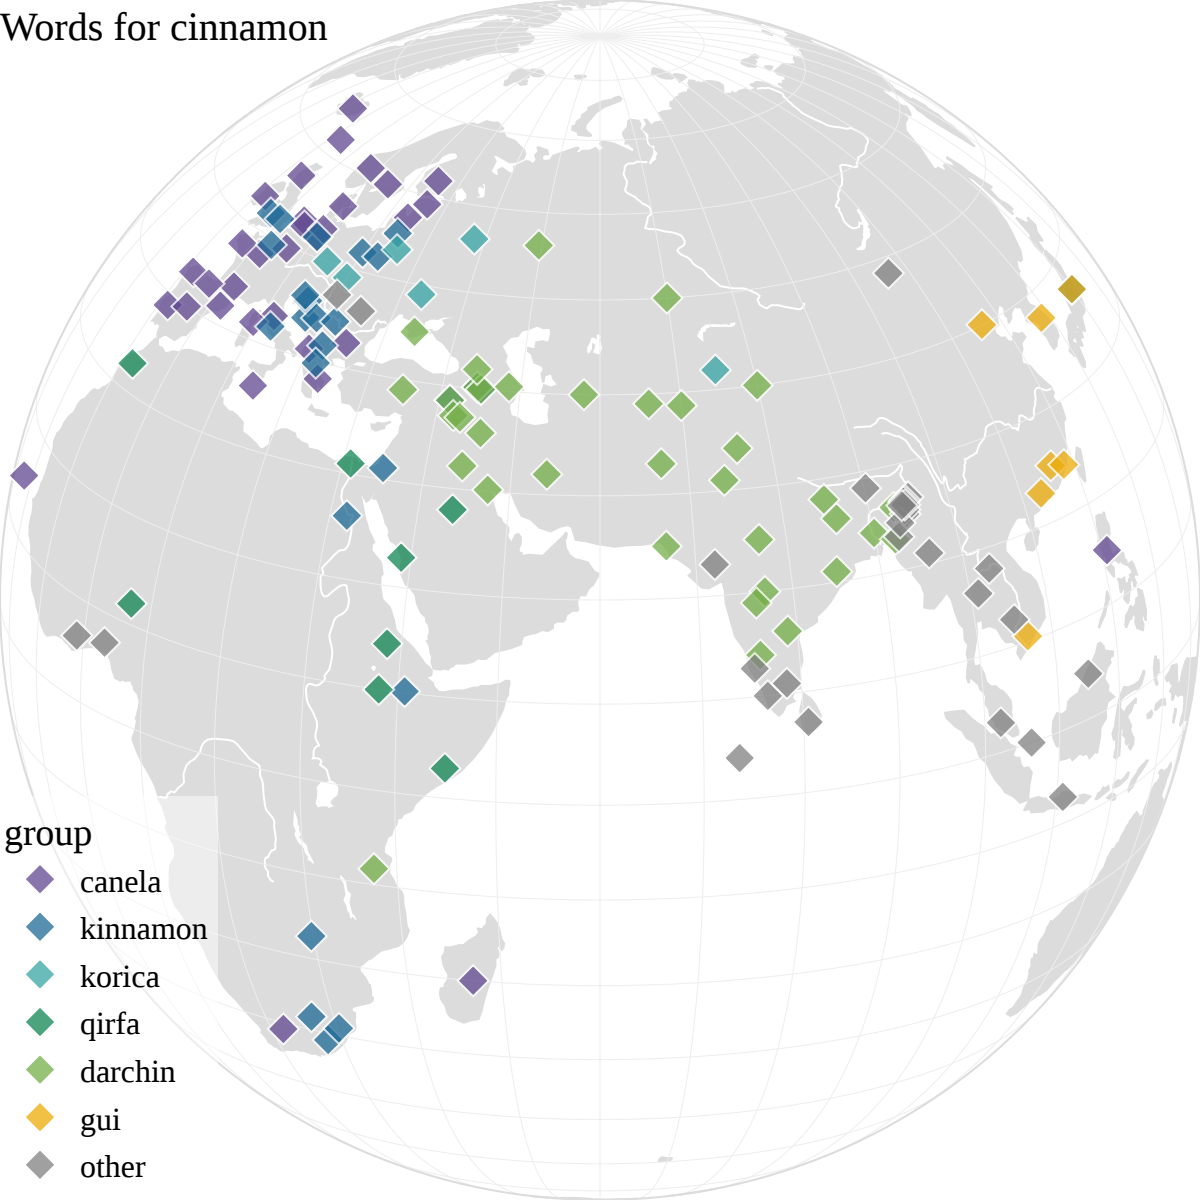 Words for cinnamon
group
canela
kinnamon
korica
qirfa
darchin
gui
other